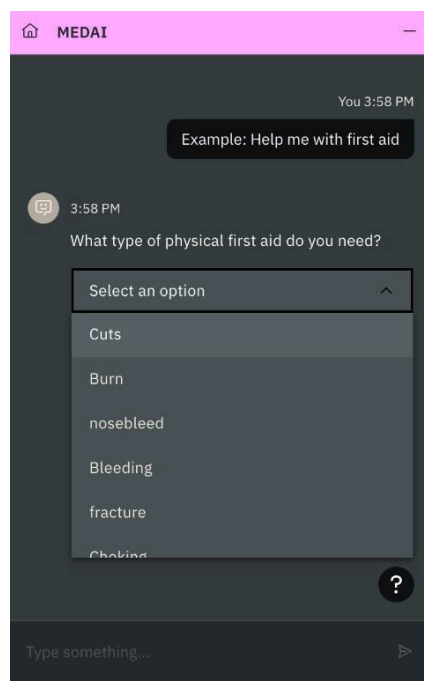 MEDAI
You 3:58 PM
Example: Help me with first aid
3:58 PM
What type of physical first aid do you need?
Select an option
Cuts
Burn
nosebleed
Bleeding
fracture
Choking
?
Type something...